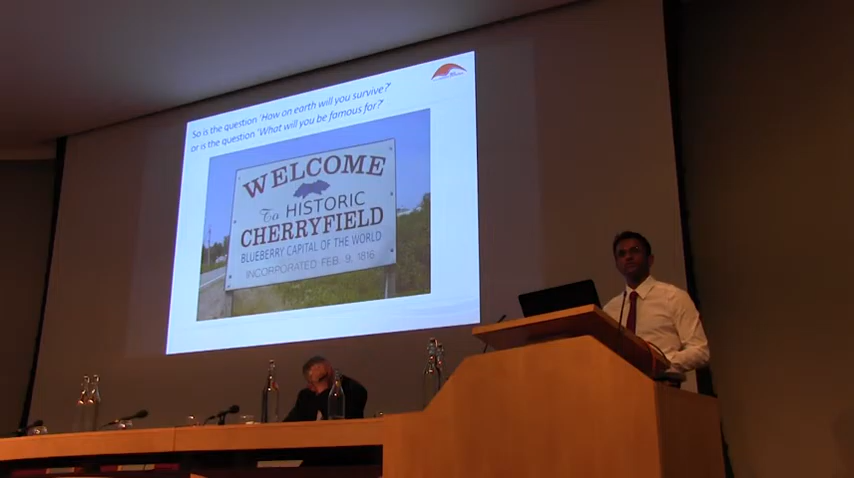 So is the question 'How on earth will you survive?'
or is the question 'What will you be famous for?'
WELCOME
To HISTORIC
CHERRYFIELD
BLUEBERRY CAPITAL OF THE WORLD
INCORPORATED FEB. 9, 1816